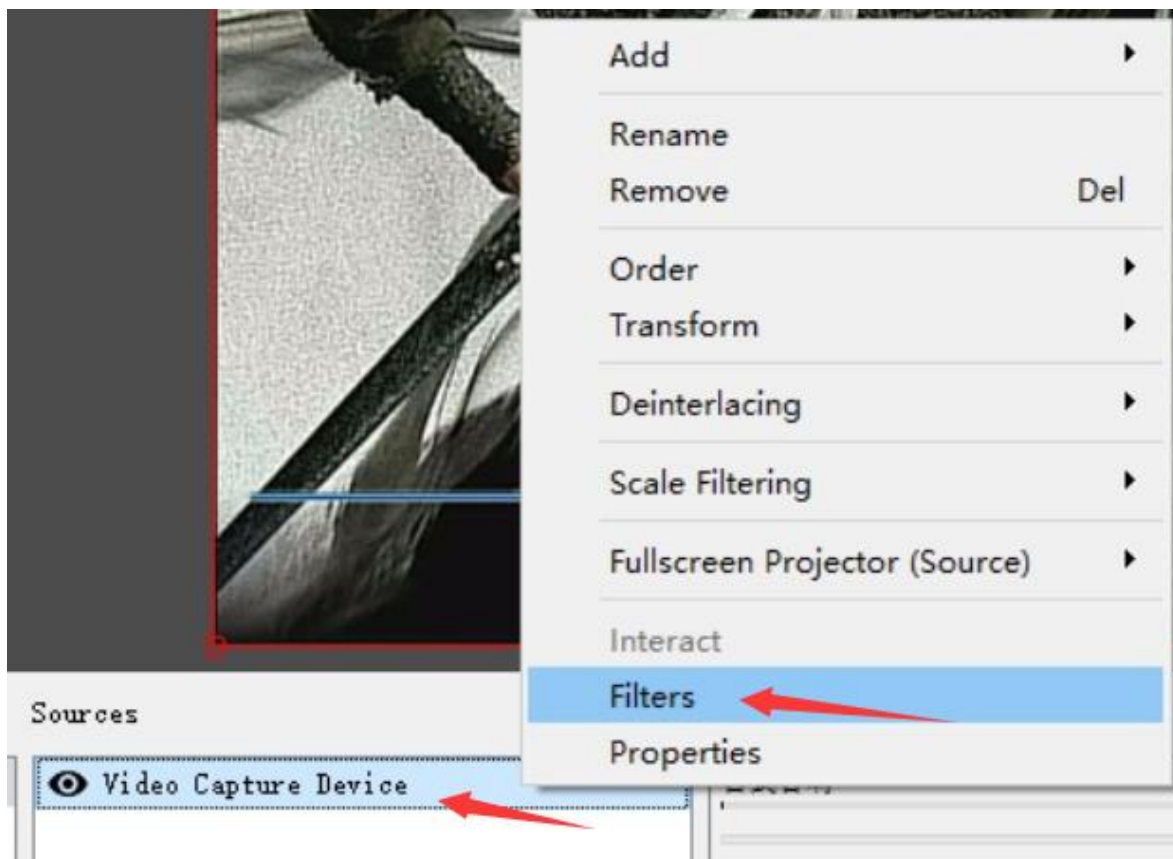 Add
Rename
Remove Del
Order
Transform
Deinterlacing
Scale Filtering
Fullscreen Projector (Source)
Interact
Filters
Properties
Sources
Video Capture Device